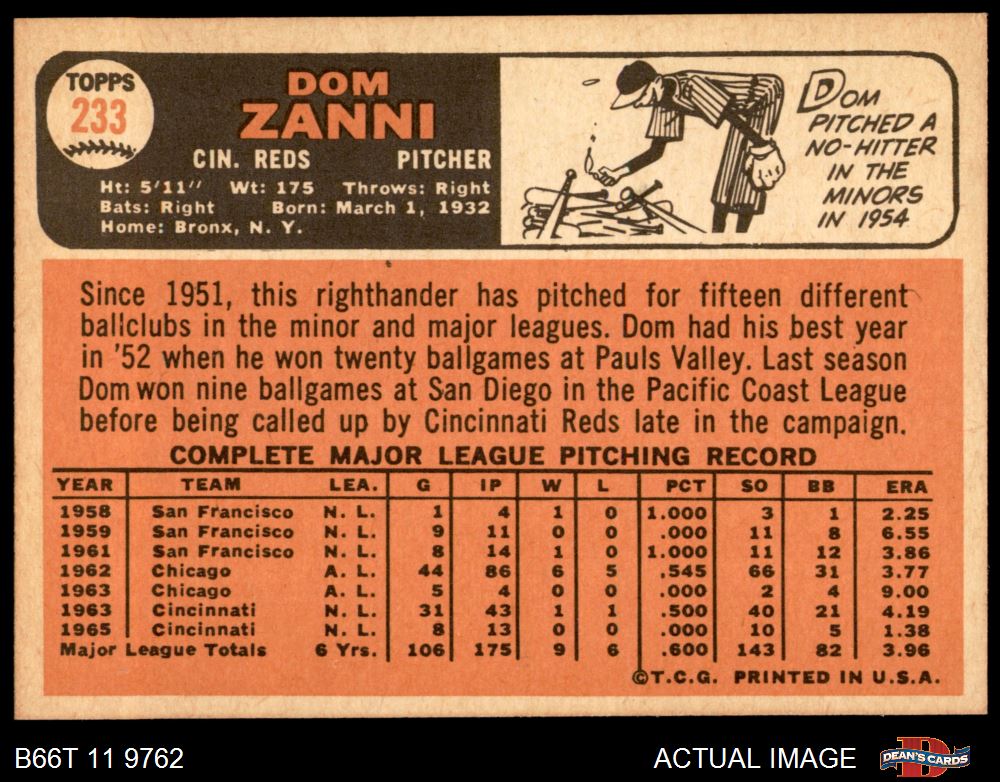 TOPPS
233
DOM
ZANNI
CIN. REDS PITCHER
Ht: 5'11" Wt: 175 Throws: Right
Bats: Right Born: March 1, 1932
Home: Bronx, N. Y.
DOM
PITCHED A
NO-HITTER
IN THE
MINORS
IN 1954
Since 1951, this righthander has pitched for fifteen different
ballclubs in the minor and major leagues. Dom had his best year
in '52 when he won twenty ballgames at Pauls Valley. Last season
Dom won nine ballgames at San Diego in the Pacific Coast League
before being called up by Cincinnati Reds late in the campaign.
COMPLETE MAJOR LEAGUE PITCHING RECORD
YEAR TEAM LEA. G IP W L PCT SO BB ERA
1958 San Francisco N. L. 1 4 1 0 1.000 3 1 2.25
1959 San Francisco N. L. 9 11 0 0 .000 11 8 6.55
1961 San Francisco N. L. 8 14 1 0 1.000 11 12 3.86
1962 Chicago A. L. 44 86 6 5 .545 66 31 3.77
1963 Chicago A. L. 5 4 0 0 .000 2 4 9.00
1963 Cincinnati N. L. 31 43 1 1 .500 40 21 4.19
1965 Cincinnati N. L. 8 13 0 0 .000 10 5 1.38
Major League Totals 6 Yrs. 106 175 9 6 .600 143 82 3.96
©T.C.G. PRINTED IN U.S.A.
B66T 11 9762 ACTUAL IMAGE DEAN'S CARDS